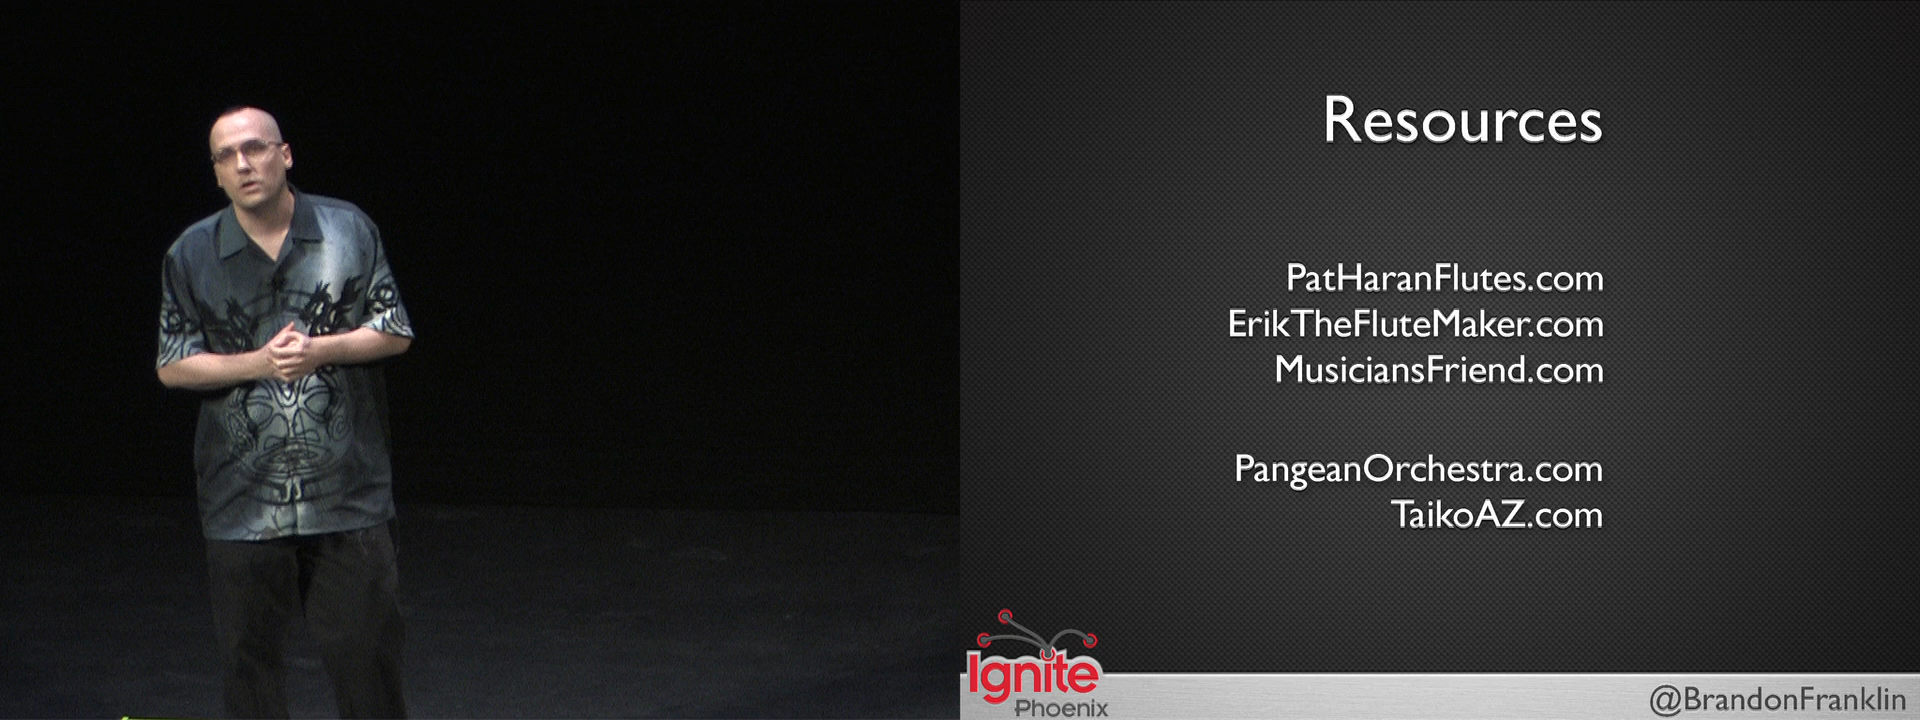 Resources
PatHaranFlutes.com
ErikTheFluteMaker.com
MusiciansFriend.com
PangeanOrchestra.com
TaikoAZ.com
Ignite
Phoenix
@BrandonFranklin